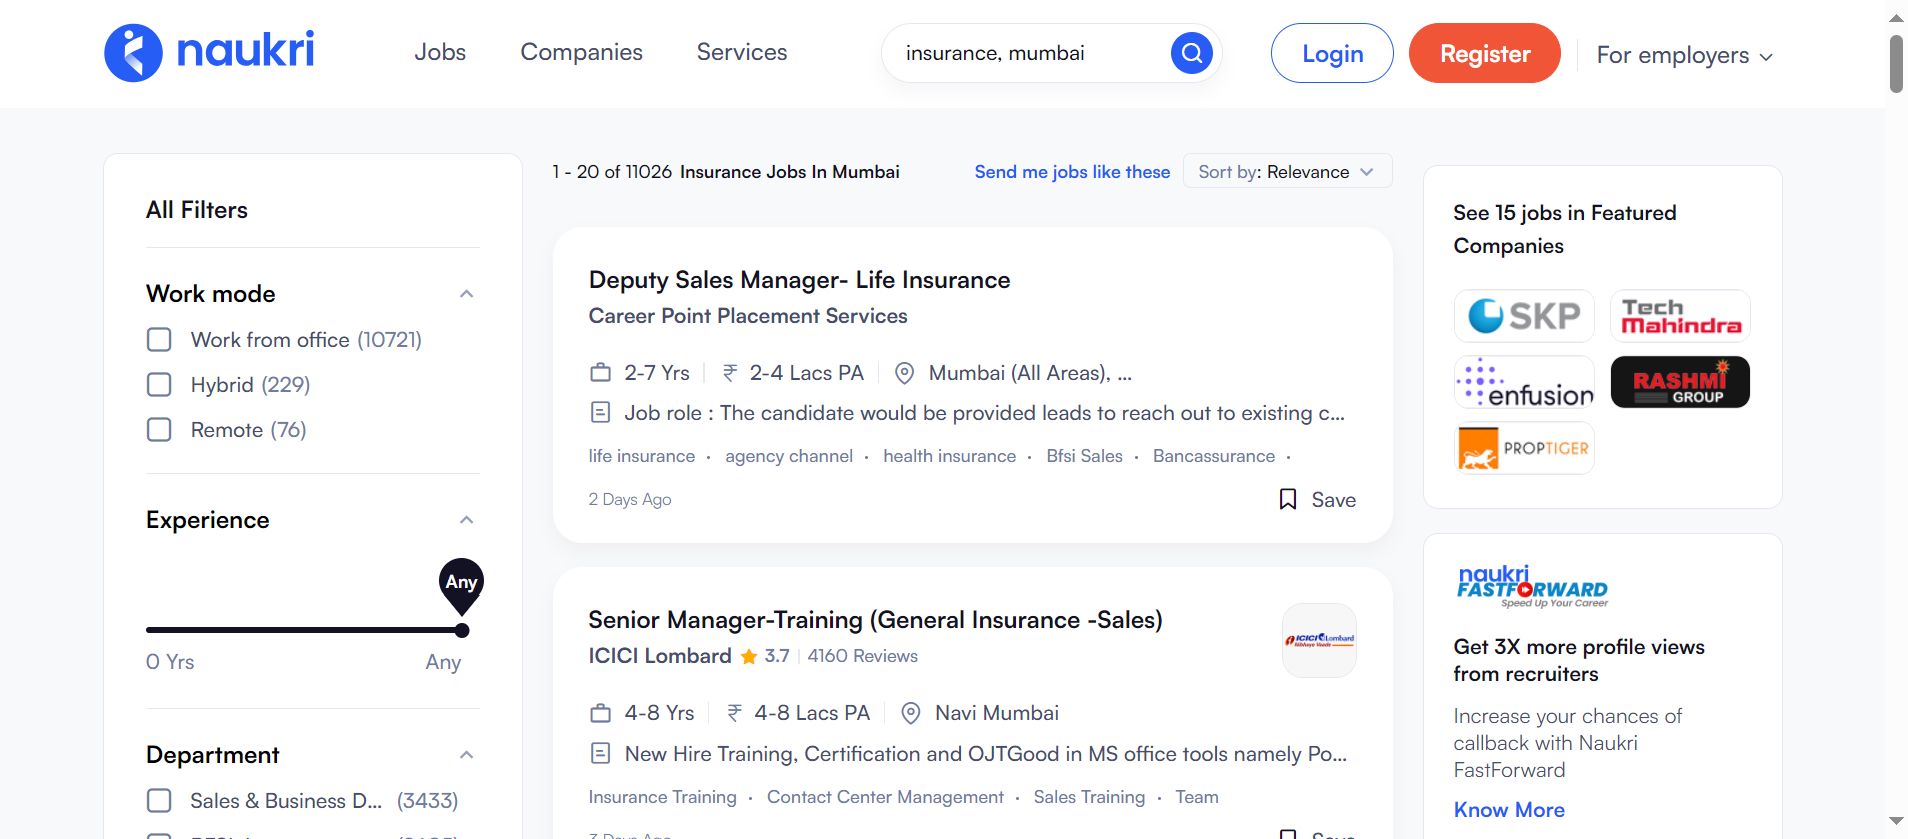 naukri
Jobs
Companies
Services
insurance, mumbai
Login
Register
For employers
All Filters
Work mode
Work from office (10721)
Hybrid (229)
Remote (76)
Experience
Any
0 Yrs
Any
Department
Sales & Business D... (3433)
1 - 20 of 11026 Insurance Jobs In Mumbai
Send me jobs like these
Sort by: Relevance
Deputy Sales Manager- Life Insurance
Career Point Placement Services
2-7 Yrs
₹ 2-4 Lacs PA
Mumbai (All Areas), ...
Job role : The candidate would be provided leads to reach out to existing c...
life insurance · agency channel · health insurance · Bfsi Sales · Bancassurance ·
2 Days Ago
Save
Senior Manager-Training (General Insurance -Sales)
ICICI Lombard 3.7 4160 Reviews
ICICI Lombard
Nibhaye Vaade
4-8 Yrs
₹ 4-8 Lacs PA
Navi Mumbai
New Hire Training, Certification and OJTGood in MS office tools namely Po...
Insurance Training · Contact Center Management · Sales Training · Team
3 Days Ago
Save
See 15 jobs in Featured
Companies
SKP
Tech
Mahindra
enfusion
RASHMI
GROUP
PROPTIGER
naukri
FASTFORWARD
Speed Up Your Career
Get 3X more profile views
from recruiters
Increase your chances of
callback with Naukri
FastForward
Know More